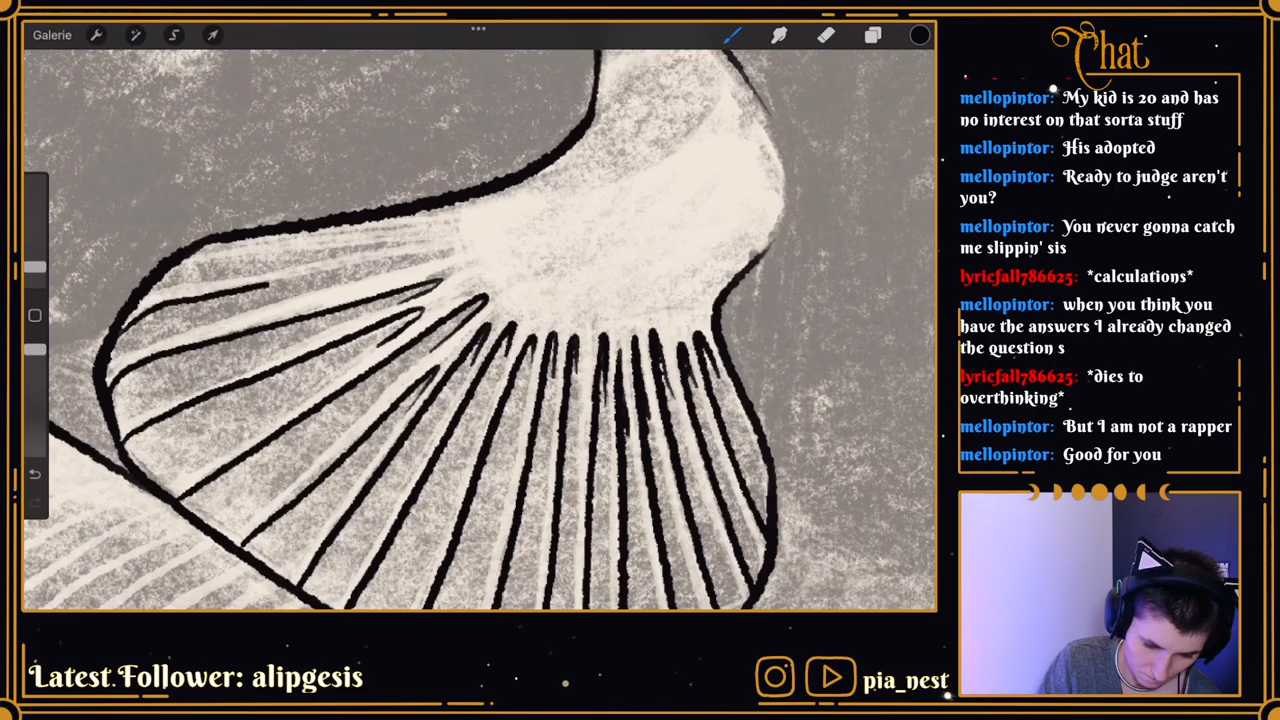 Galerie
Chat
mellopintor: My kid is 20 and has
no interest on that sorta stuff
mellopintor: His adopted
mellopintor: Ready to judge aren't
you?
mellopintor: You never gonna catch
me slippin' sis
lyricfall786625: *calculations*
mellopintor: when you think you
have the answers I already changed
the question s
lyricfall786625: *dies to
overthinking*
mellopintor: But I am not a rapper
mellopintor: Good for you
Latest Follower: alipgesis
pia_nest